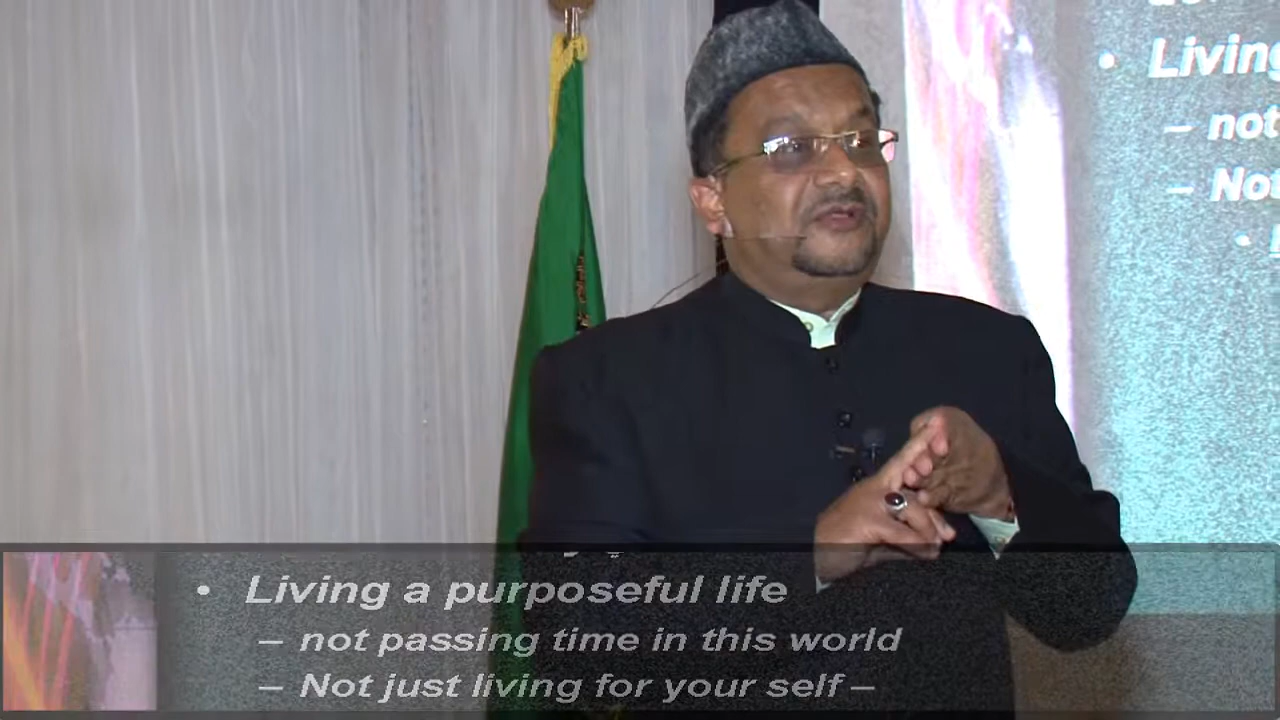 • Living
– not
– Not
• Living a purposeful life
– not passing time in this world
– Not just living for your self –